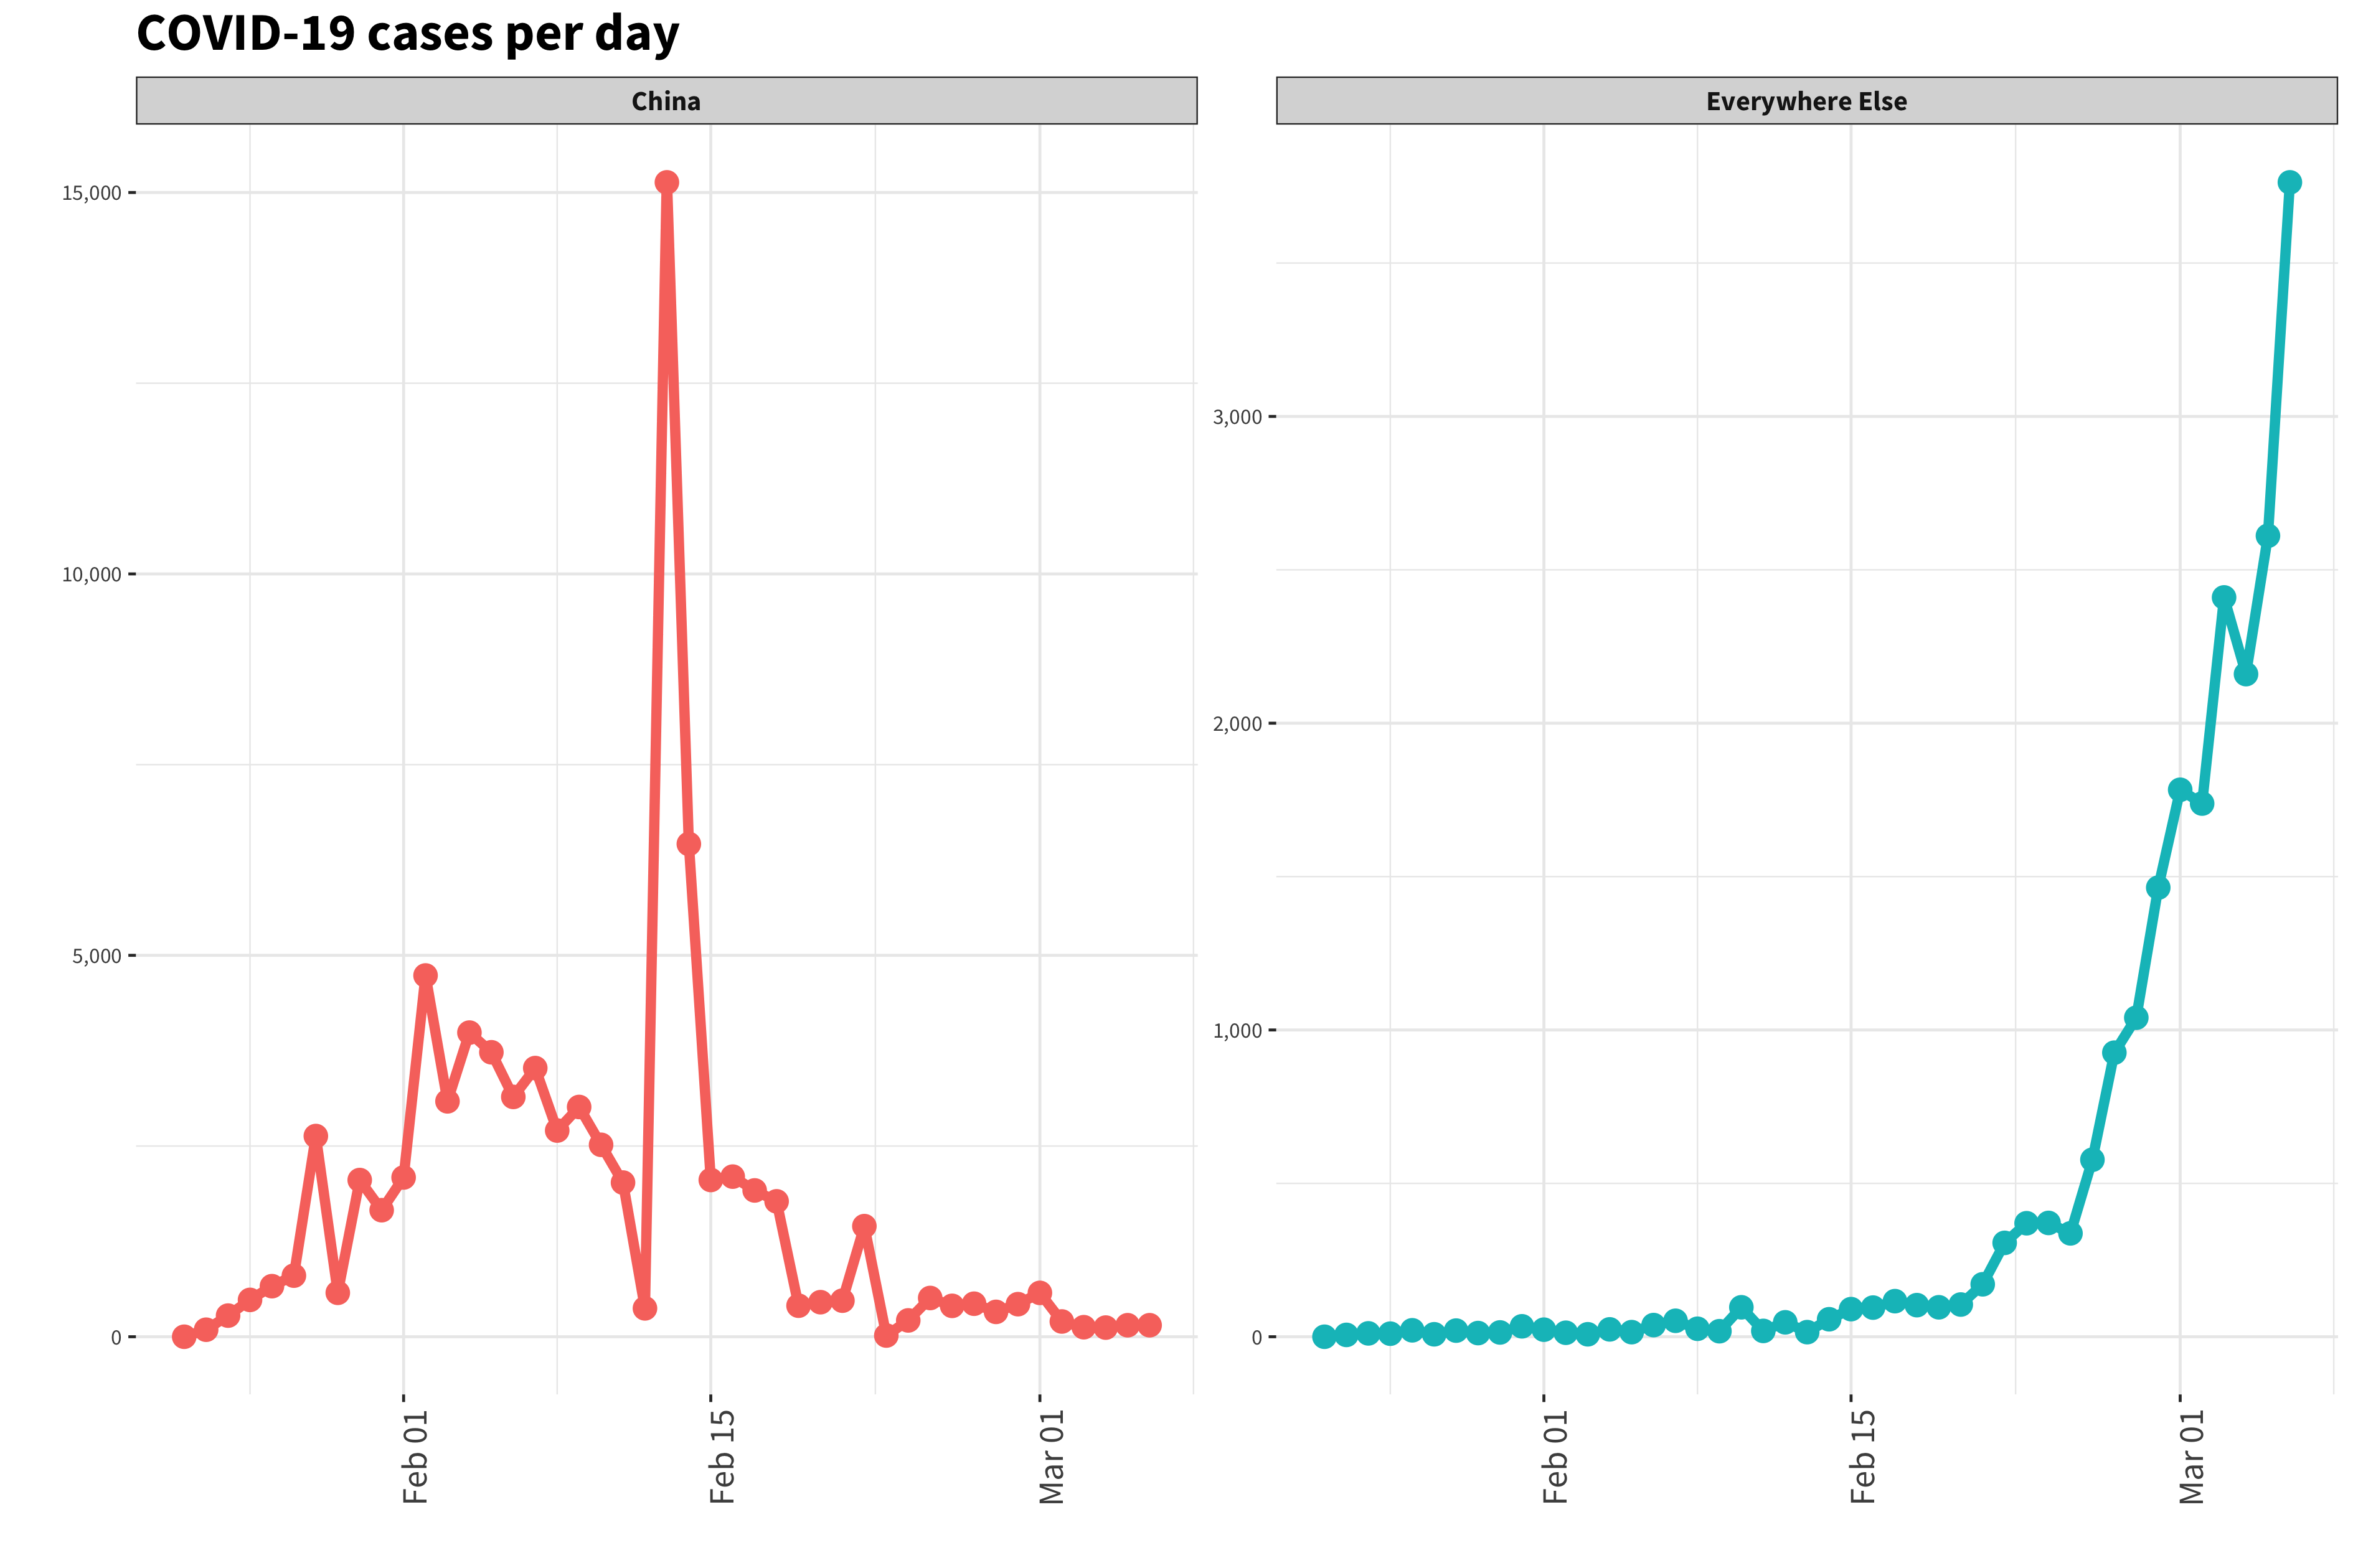 COVID-19 cases per day
China
Everywhere Else
15,000
10,000
5,000
0
3,000
2,000
1,000
0
Feb 01
Feb 15
Mar 01
Feb 01
Feb 15
Mar 01